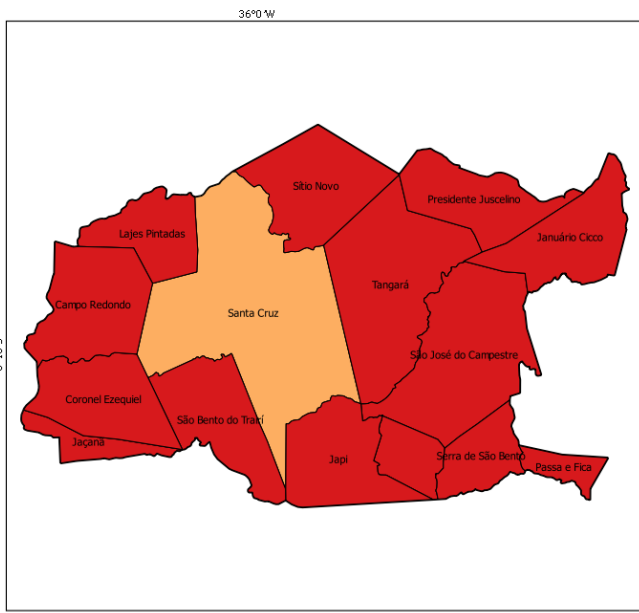 36°0'W
Sítio Novo
Presidente Juscelino
Lajes Pintadas
Januário Cicco
Tangará
Campo Redondo
Santa Cruz
São José do Campestre
Coronel Ezequiel
São Bento do Trairí
Jaçanã
Japi
Serra de São Bento
Passa e Fica